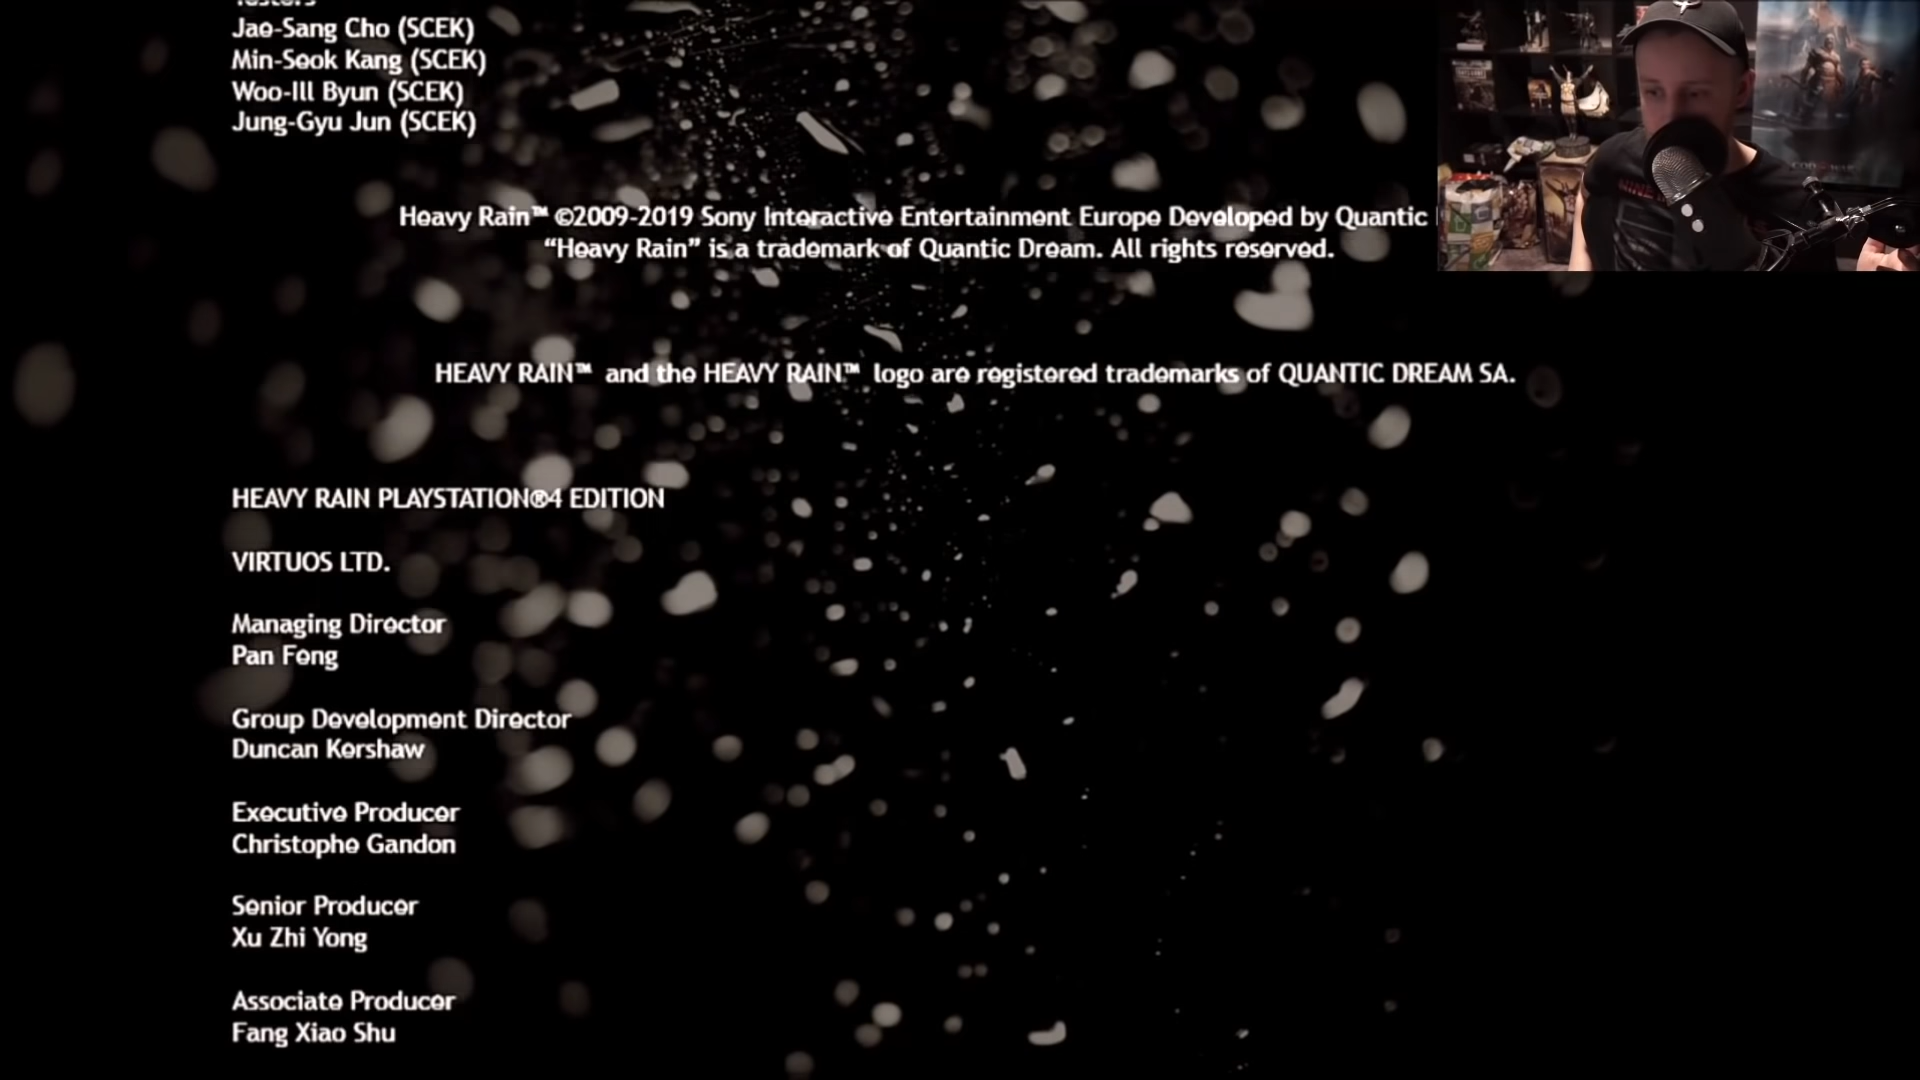 Testers
Jae-Sang Cho (SCEK)
Min-Seok Kang (SCEK)
Woo-Ill Byun (SCEK)
Jung-Gyu Jun (SCEK)
Heavy Rain™ ©2009-2019 Sony Interactive Entertainment Europe Developed by Quantic
“Heavy Rain” is a trademark of Quantic Dream. All rights reserved.
HEAVY RAIN™ and the HEAVY RAIN™ logo are registered trademarks of QUANTIC DREAM SA.
HEAVY RAIN PLAYSTATION®4 EDITION
VIRTUOS LTD.
Managing Director
Pan Feng
Group Development Director
Duncan Kershaw
Executive Producer
Christophe Gandon
Senior Producer
Xu Zhi Yong
Associate Producer
Fang Xiao Shu